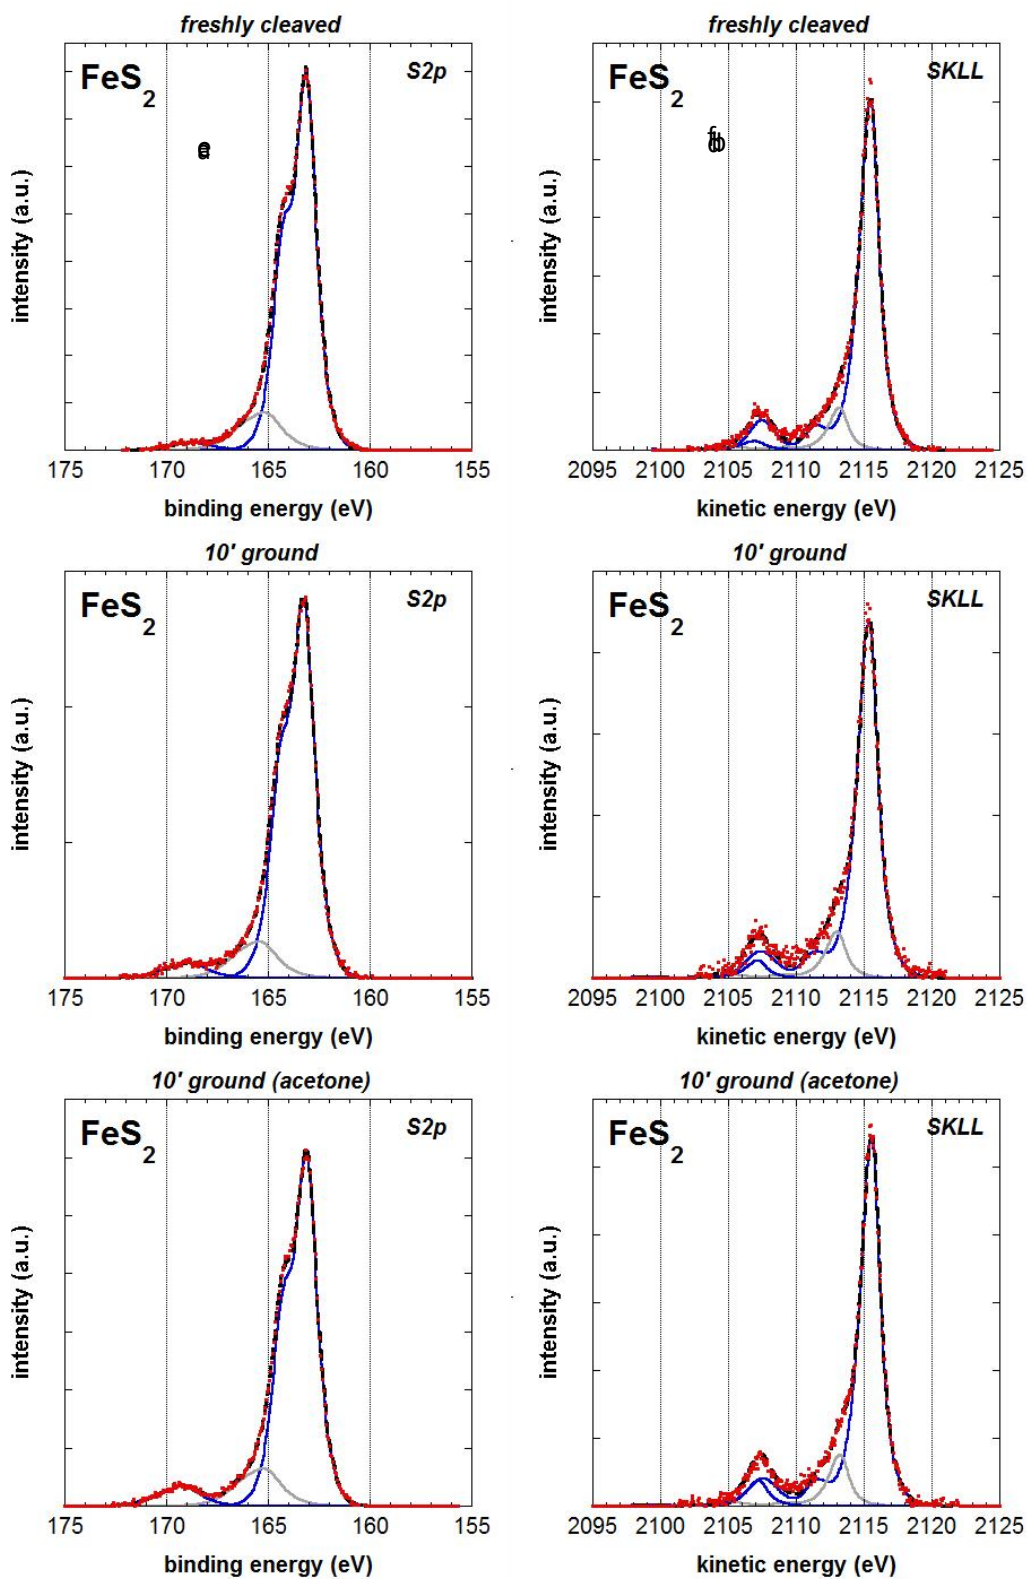 freshly cleaved
FeS2
S2p
intensity (a.u.)
175 170 165 160 155
binding energy (eV)
freshly cleaved
FeS2
SKLL
intensity (a.u.)
2095 2100 2105 2110 2115 2120 2125
kinetic energy (eV)
10' ground
FeS2
S2p
intensity (a.u.)
175 170 165 160 155
binding energy (eV)
10' ground
FeS2
SKLL
intensity (a.u.)
2095 2100 2105 2110 2115 2120 2125
kinetic energy (eV)
10' ground (acetone)
FeS2
S2p
intensity (a.u.)
175 170 165 160 155
binding energy (eV)
10' ground (acetone)
FeS2
SKLL
intensity (a.u.)
2095 2100 2105 2110 2115 2120 2125
kinetic energy (eV)